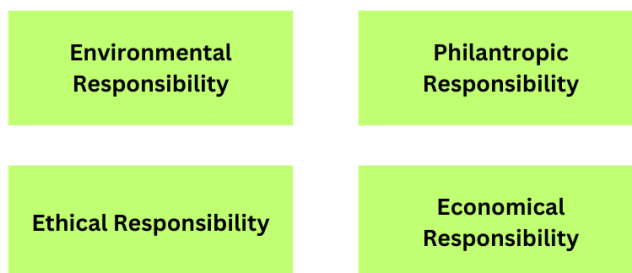 Environmental
Responsibility
Philantropic
Responsibility
Ethical Responsibility
Economical
Responsibility